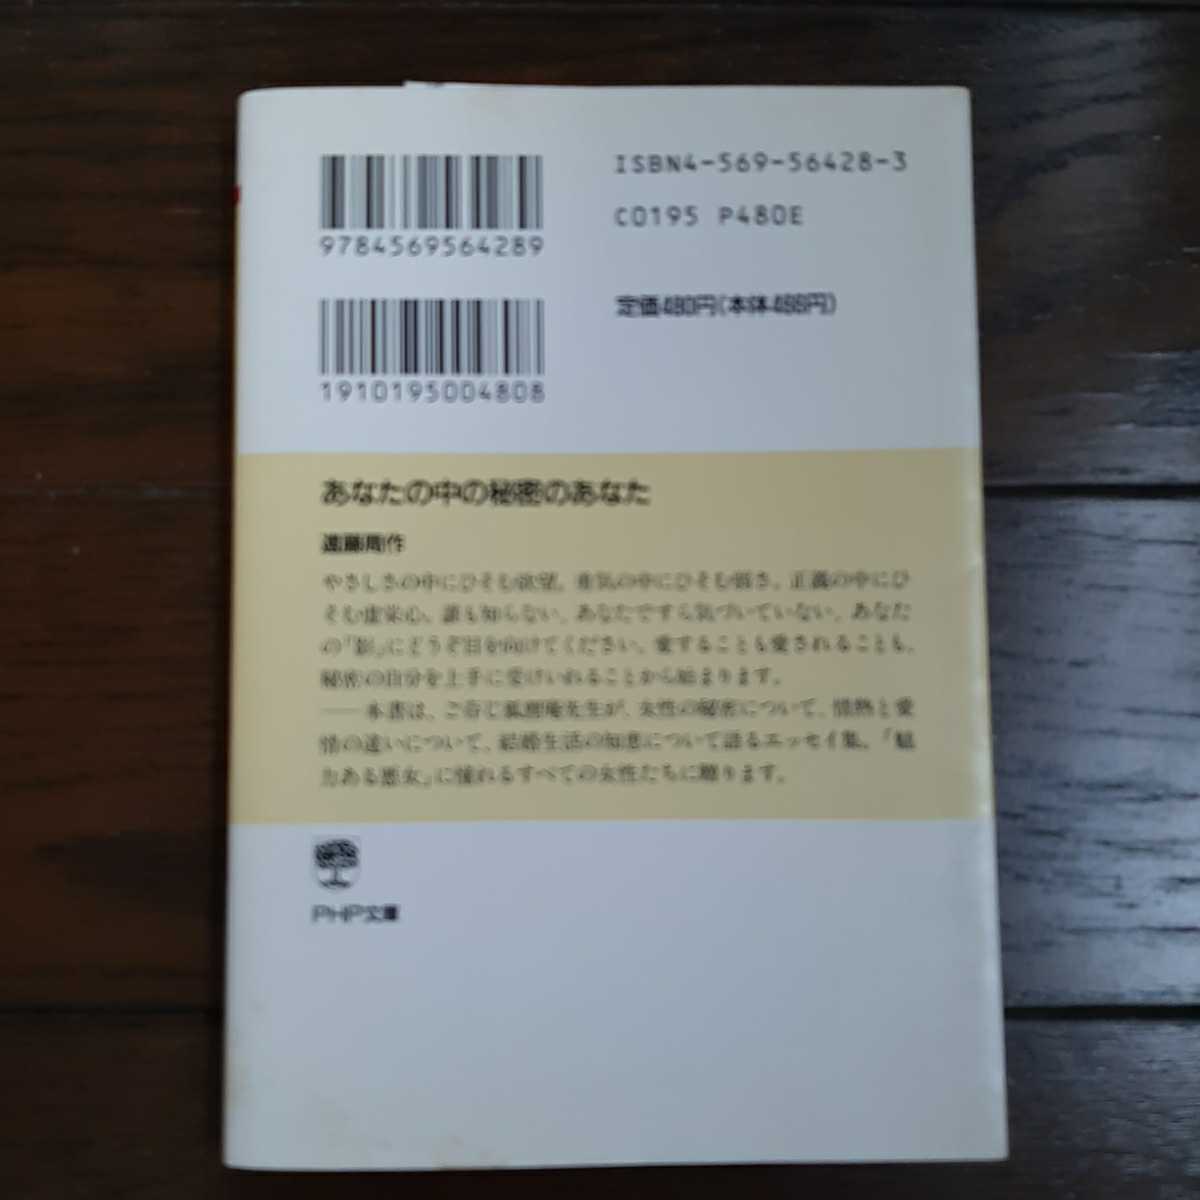 ISBN4-569-56428-3
C0195 P480E
9784569564289
定価480円(本体466円)
1910195004808
あなたの中の秘密のあなた
遠藤周作
やさしさの中にひそむ欲望、勇気の中にひそむ弱さ、正義の中にひ
そむ虚栄心、誰も知らない、あなたですら気づいていない、あなた
の「影」にどうぞ目を向けてください。愛することも愛されることも、
秘密の自分を上手に受けいれることから始まります。
——本書は、ご存じ狐狸庵先生が、女性の秘密について、情熱と愛
情の違いについて、結婚生活の知恵について語るエッセイ集。「魅
力ある悪女」に憧れるすべての女性たちに贈ります。
PHP文庫